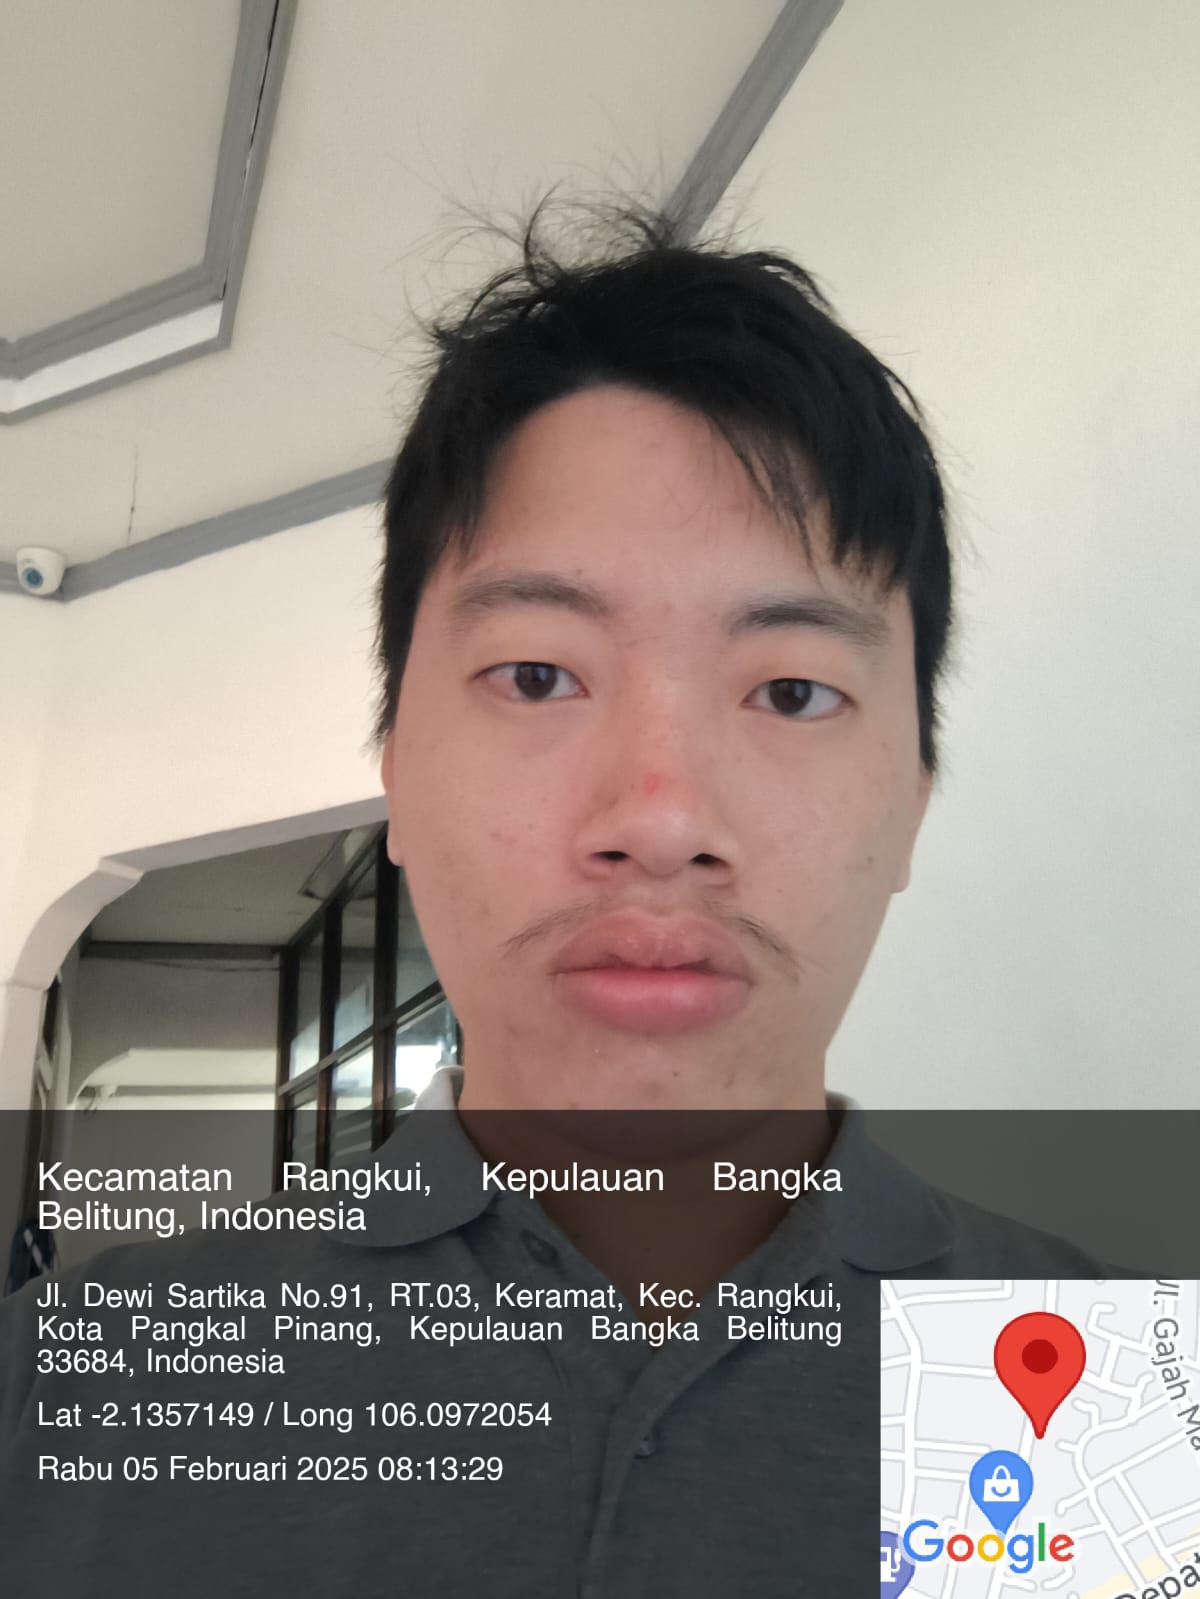 Kecamatan Rangkui, Kepulauan Bangka
Belitung, Indonesia
Jl. Dewi Sartika No.91, RT.03, Keramat, Kec. Rangkui,
Kota Pangkal Pinang, Kepulauan Bangka Belitung
33684, Indonesia
Lat -2.1357149 / Long 106.0972054
Rabu 05 Februari 2025 08:13:29
Jl. Gajah
Google